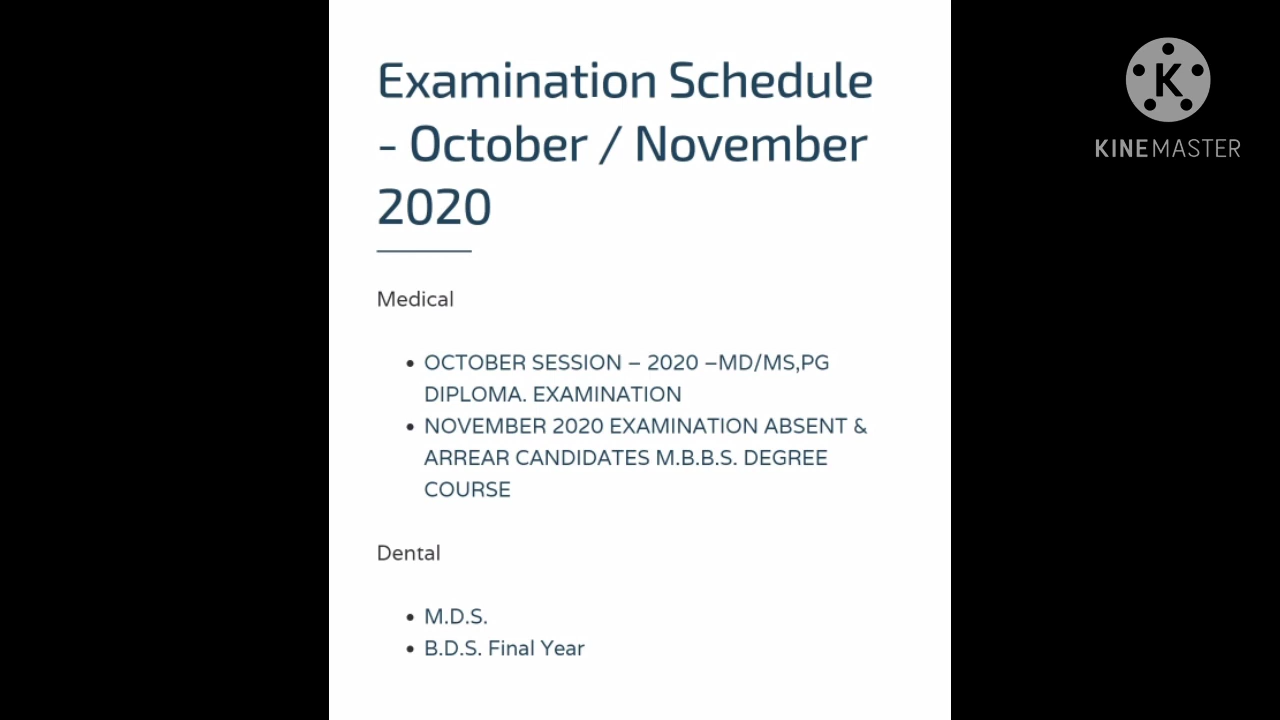 Examination Schedule
- October / November
2020
Medical
• OCTOBER SESSION – 2020 –MD/MS,PG
DIPLOMA. EXAMINATION
• NOVEMBER 2020 EXAMINATION ABSENT &
ARREAR CANDIDATES M.B.B.S. DEGREE
COURSE
Dental
• M.D.S.
• B.D.S. Final Year
K
KINEMASTER